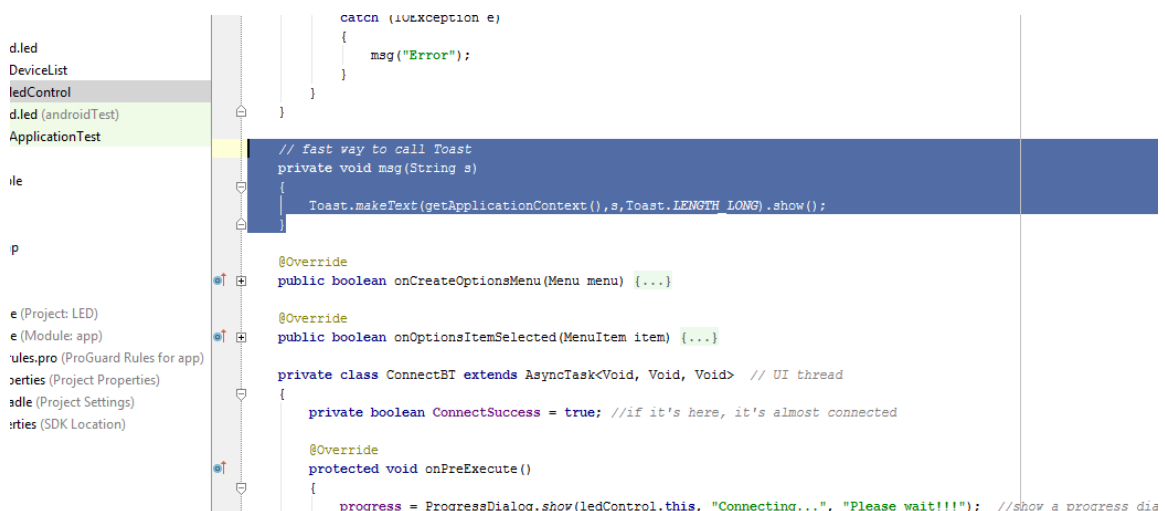 d.led
DeviceList
ledControl
d.led (androidTest)
ApplicationTest
ple
p
e (Project: LED)
e (Module: app)
rules.pro (ProGuard Rules for app)
perties (Project Properties)
adle (Project Settings)
erties (SDK Location)
catch (IOException e)
{
msg("Error");
}
}
}
// fast way to call Toast
private void msg(String s)
{
Toast.makeText(getApplicationContext(),s,Toast.LENGTH_LONG).show();
}
@Override
public boolean onCreateOptionsMenu(Menu menu) {...}
@Override
public boolean onOptionsItemSelected(MenuItem item) {...}
private class ConnectBT extends AsyncTask<Void, Void, Void>  // UI thread
{
private boolean ConnectSuccess = true; //if it's here, it's almost connected
@Override
protected void onPreExecute()
{
progress = ProgressDialog.show(ledControl.this, "Connecting...", "Please wait!!!");  //show a progress dia